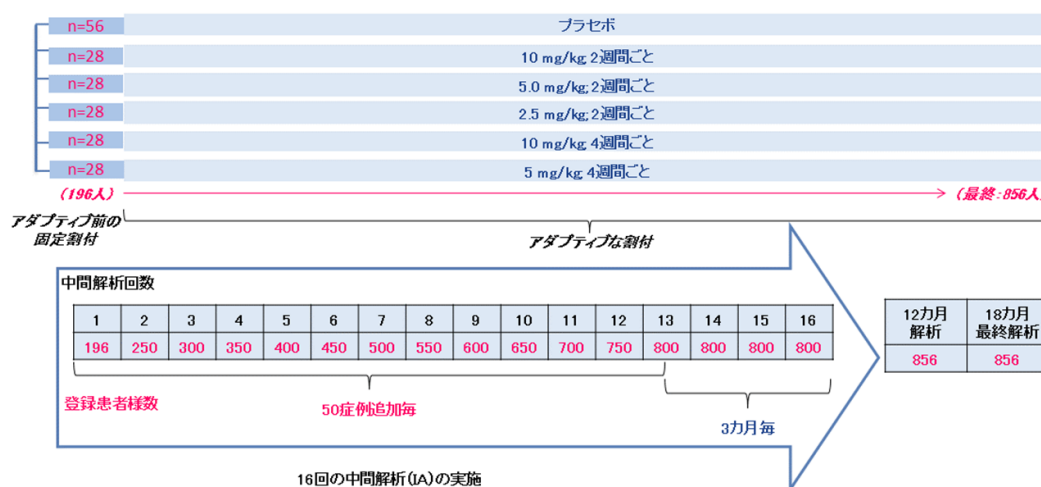 n=56 プラセボ
n=28 10 mg/kg; 2週間ごと
n=28 5.0 mg/kg; 2週間ごと
n=28 2.5 mg/kg; 2週間ごと
n=28 10 mg/kg; 4週間ごと
n=28 5 mg/kg; 4週間ごと
(196人) (最終:856人)
アダプティブ前の
固定割付
アダプティブな割付
中間解析回数
1 2 3 4 5 6 7 8 9 10 11 12 13 14 15 16
196 250 300 350 400 450 500 550 600 650 700 750 800 800 800 800
登録患者様数
50症例追加毎
3カ月毎
12カ月 18カ月
解析 最終解析
856 856
16回の中間解析(IA)の実施